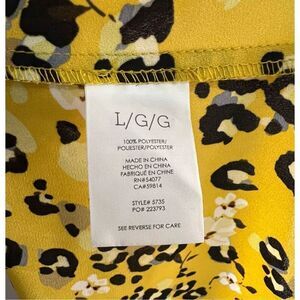 L/G/G
100% POLYESTER/
POLIESTER/POLYESTER
MADE IN CHINA
HECHO EN CHINA
FABRIQUÉ EN CHINE
RN#54077
CA#59814
STYLE# 5735
PO# 223793
SEE REVERSE FOR CARE